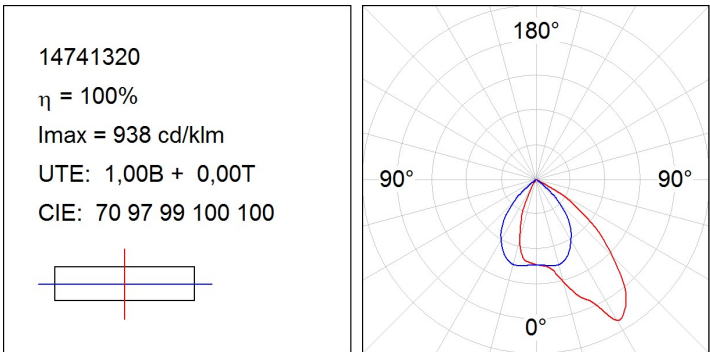 14741320
η = 100%
Imax = 938 cd/klm
UTE: 1,00B + 0,00T
CIE: 70 97 99 100 100
180°
90° 90°
0°